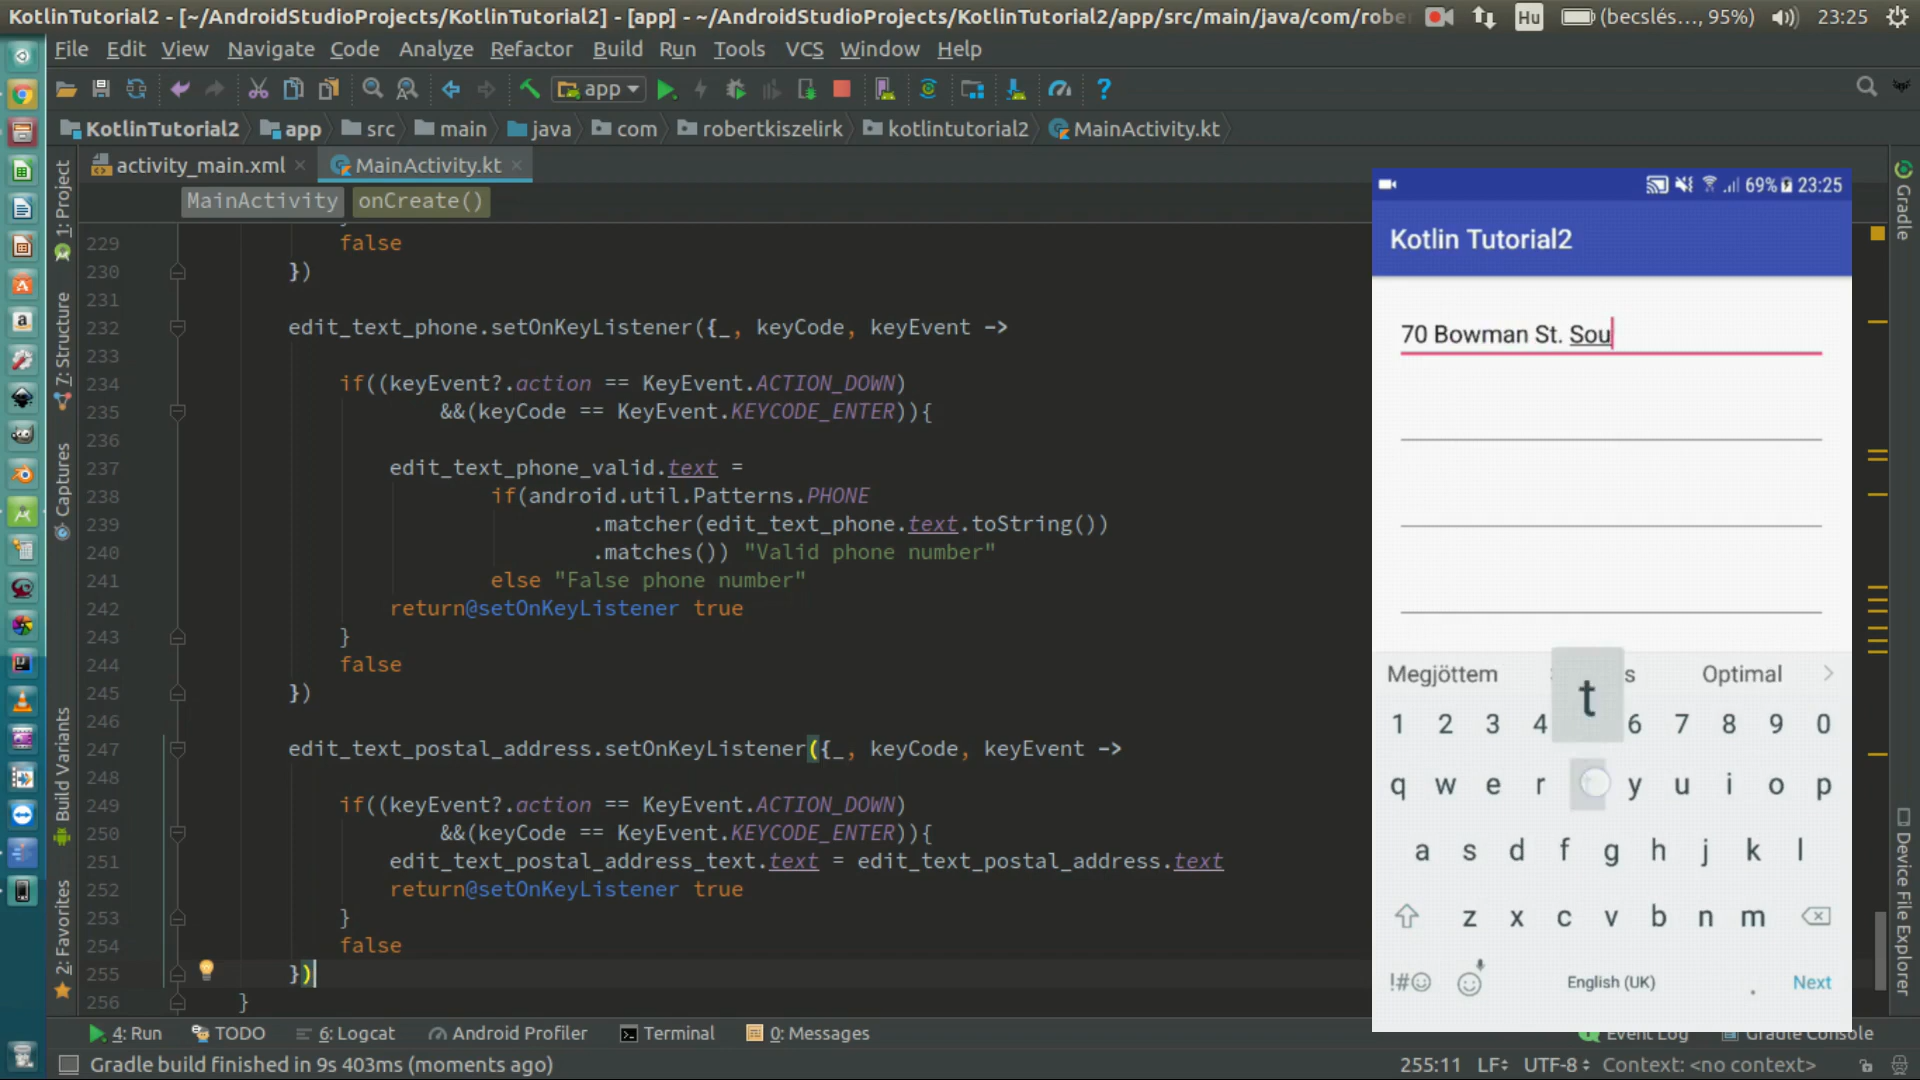 KotlinTutorial2 - [~/AndroidStudioProjects/KotlinTutorial2] - [app] - ~/AndroidStudioProjects/KotlinTutorial2/app/src/main/java/com/rober
Hu (becslés..., 95%) 23:25
File Edit View Navigate Code Analyze Refactor Build Run Tools VCS Window Help
app
KotlinTutorial2 app src main java com robertkiszelirk kotlintutorial2 MainActivity.kt
activity_main.xml MainActivity.kt
MainActivity onCreate()
229 false
230 })
231
232 edit_text_phone.setOnKeyListener({_, keyCode, keyEvent ->
233
234 if((keyEvent?.action == KeyEvent.ACTION_DOWN)
235 &&(keyCode == KeyEvent.KEYCODE_ENTER)){
236
237 edit_text_phone_valid.text =
238 if(android.util.Patterns.PHONE
239 .matcher(edit_text_phone.text.toString())
240 .matches()) "Valid phone number"
241 else "False phone number"
242 return@setOnKeyListener true
243 }
244 false
245 })
246
247 edit_text_postal_address.setOnKeyListener({_, keyCode, keyEvent ->
248
249 if((keyEvent?.action == KeyEvent.ACTION_DOWN)
250 &&(keyCode == KeyEvent.KEYCODE_ENTER)){
251 edit_text_postal_address_text.text = edit_text_postal_address.text
252 return@setOnKeyListener true
253 }
254 false
255 })
256 }
1: Project
7: Structure
Captures
Build Variants
2: Favorites
Gradle
Device File Explorer
69% 23:25
Kotlin Tutorial2
70 Bowman St. Sou
Megjöttem s Optimal
t
1 2 3 4 6 7 8 9 0
q w e r y u i o p
a s d f g h j k l
z x c v b n m
!#☺ English (UK) . Next
4: Run TODO 6: Logcat Android Profiler Terminal 0: Messages Event Log Gradle Console
Gradle build finished in 9s 403ms (moments ago) 255:11 LF÷ UTF-8÷ Context: <no context>